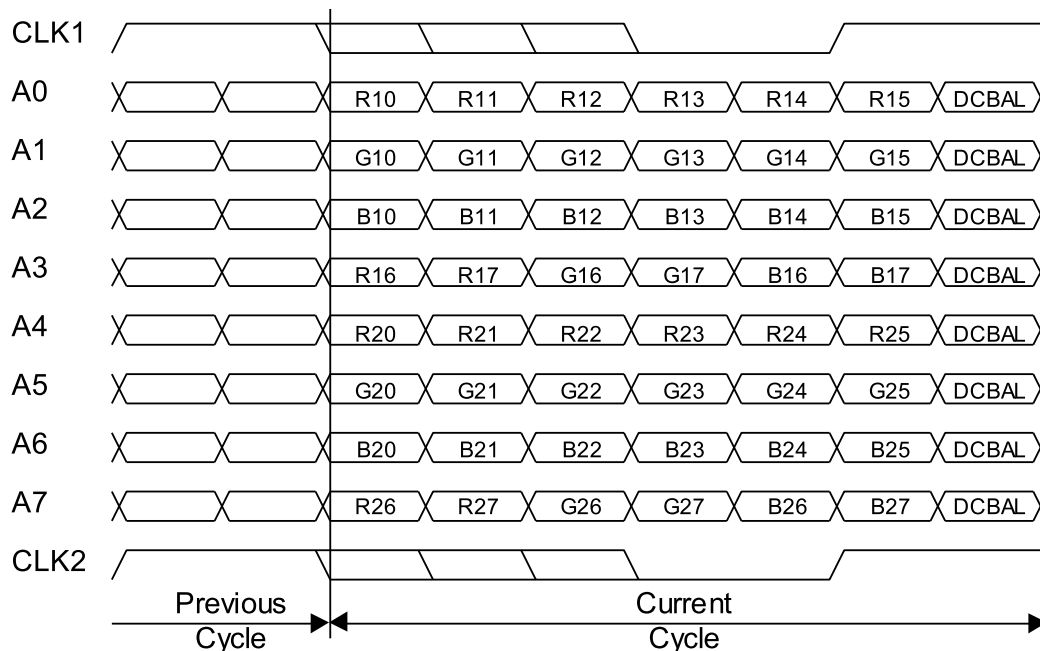 CLK1
A0 R10 R11 R12 R13 R14 R15 DCBAL
A1 G10 G11 G12 G13 G14 G15 DCBAL
A2 B10 B11 B12 B13 B14 B15 DCBAL
A3 R16 R17 G16 G17 B16 B17 DCBAL
A4 R20 R21 R22 R23 R24 R25 DCBAL
A5 G20 G21 G22 G23 G24 G25 DCBAL
A6 B20 B21 B22 B23 B24 B25 DCBAL
A7 R26 R27 G26 G27 B26 B27 DCBAL
CLK2
Previous Current
Cycle Cycle